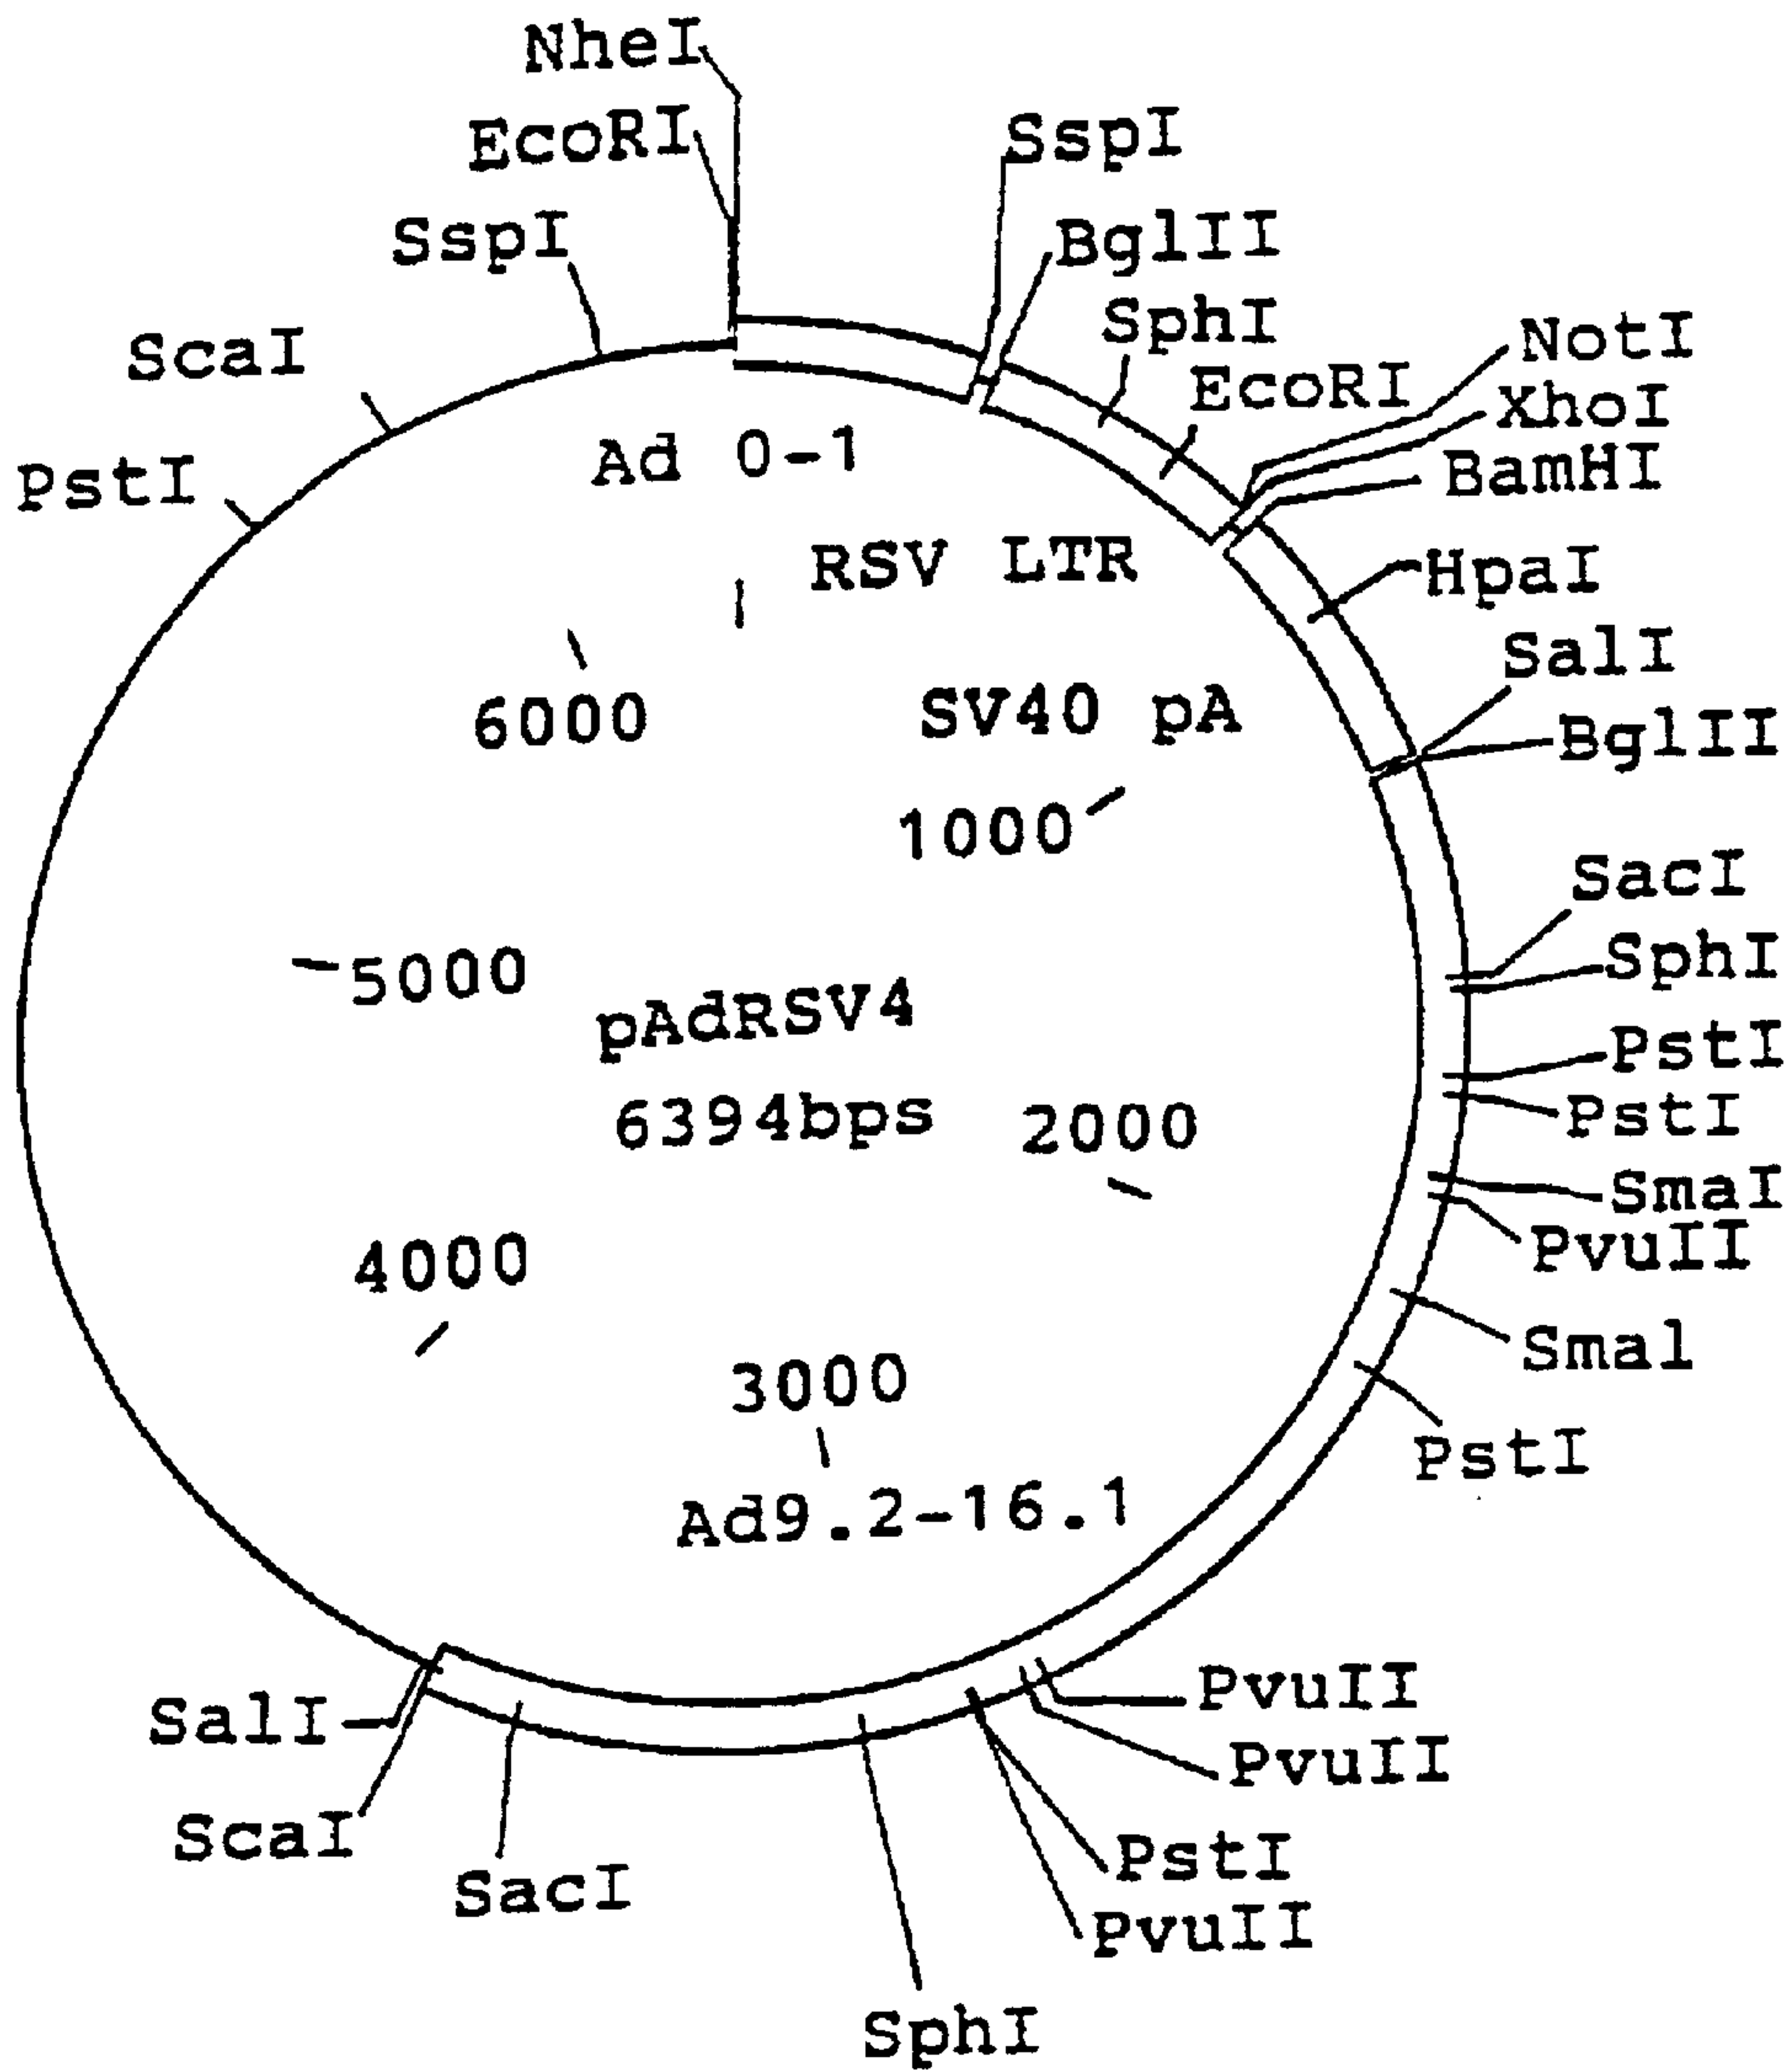 NheI
EcoRI
SspI
SspI
BglII
SphI
NotI
ScaI
EcoRI
XhoI
BamHI
PstI
Ad 0-1
RSV LTR
HpaI
SalI
6000
SV40 pA
BglII
1000
SacI
SphI
5000
pAdRSV4
PstI
6394bps
2000
PstI
SmaI
PvuII
4000
Smal
3000
PstI
Ad9.2-16.1
PvuII
SalI
PvuII
ScaI
PstI
SacI
PvuII
SphI